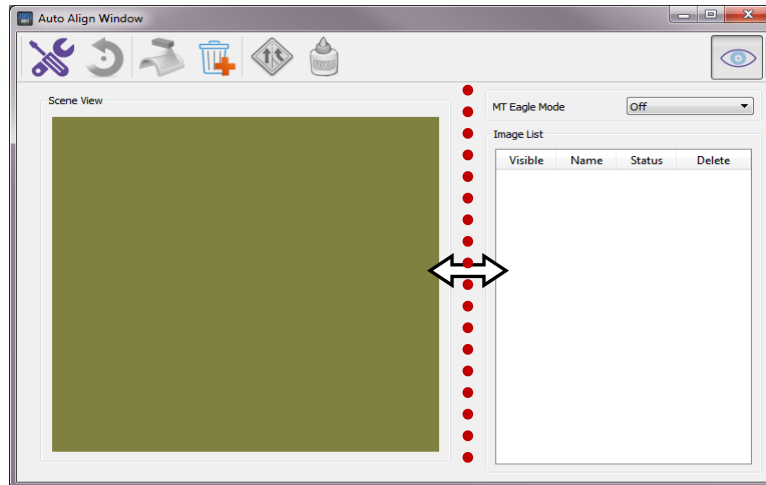 Auto Align Window
Scene View
MT Eagle Mode
Off
Image List
Visible Name Status Delete